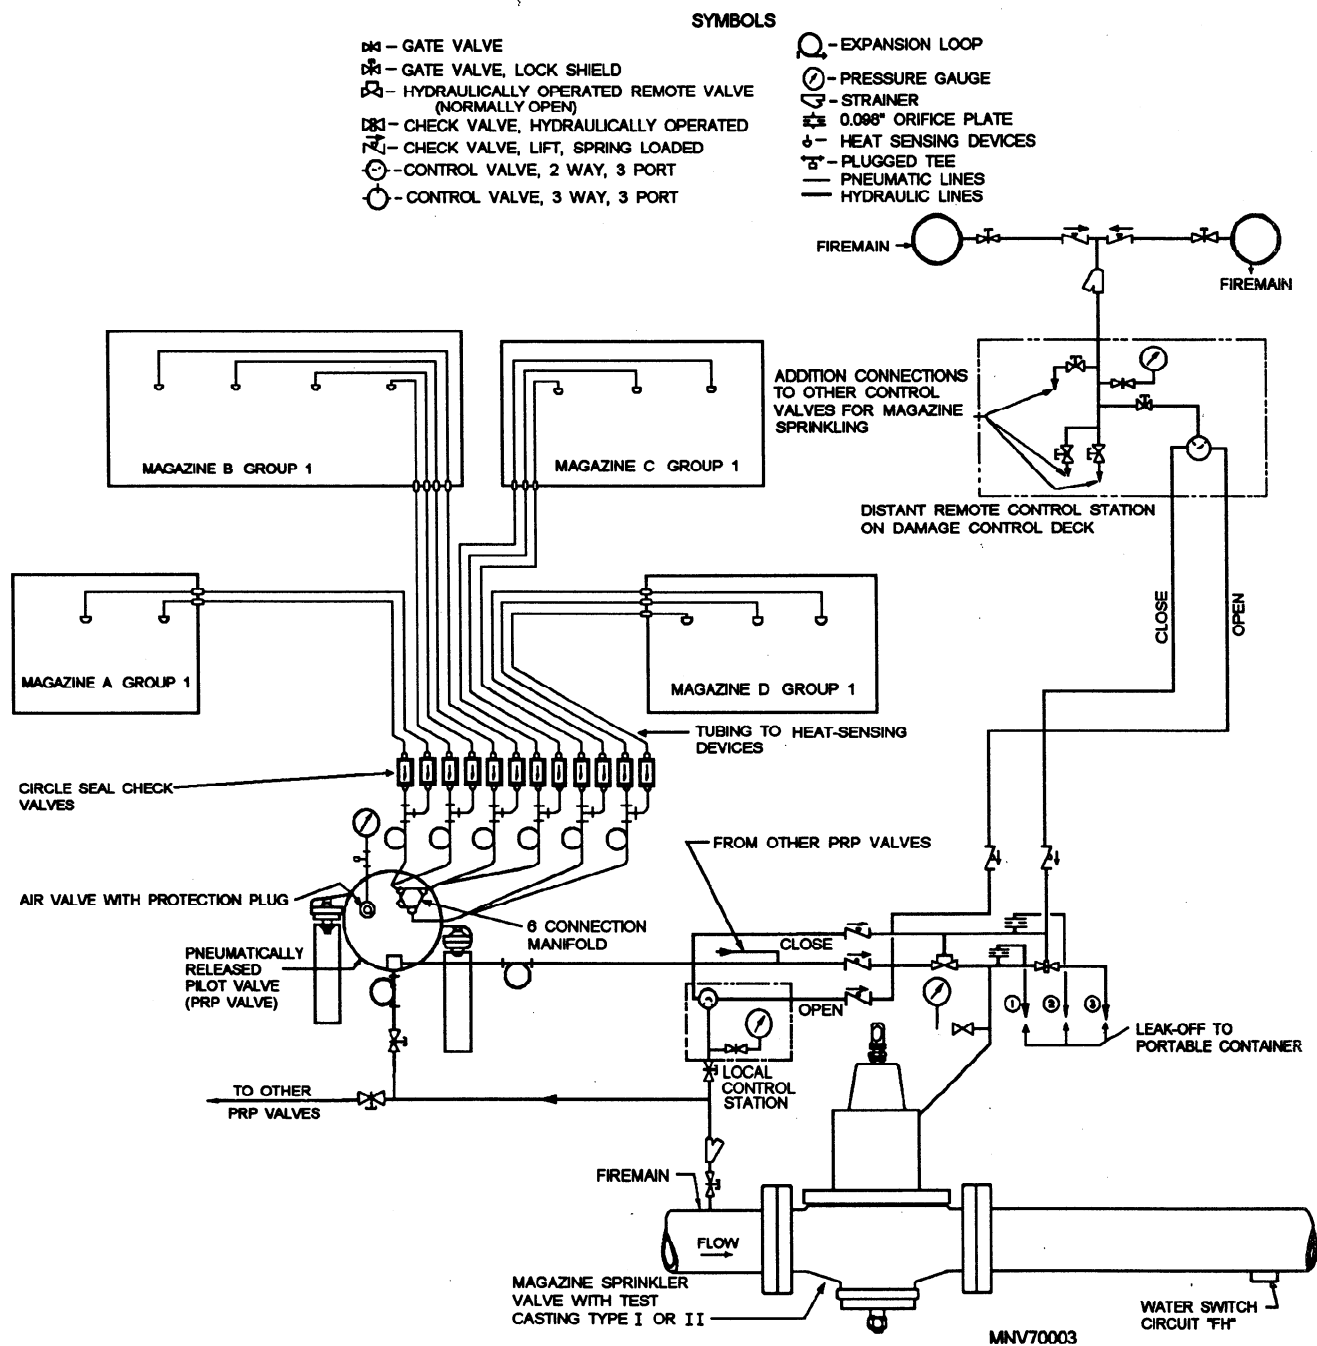 SYMBOLS
– GATE VALVE
– GATE VALVE, LOCK SHIELD
– HYDRAULICALLY OPERATED REMOTE VALVE
(NORMALLY OPEN)
– CHECK VALVE, HYDRAULICALLY OPERATED
– CHECK VALVE, LIFT, SPRING LOADED
– CONTROL VALVE, 2 WAY, 3 PORT
– CONTROL VALVE, 3 WAY, 3 PORT
– EXPANSION LOOP
– PRESSURE GAUGE
– STRAINER
– 0.098" ORIFICE PLATE
– HEAT SENSING DEVICES
– PLUGGED TEE
PNEUMATIC LINES
HYDRAULIC LINES
FIREMAIN
FIREMAIN
ADDITION CONNECTIONS
TO OTHER CONTROL
VALVES FOR MAGAZINE
SPRINKLING
MAGAZINE B GROUP 1
MAGAZINE C GROUP 1
DISTANT REMOTE CONTROL STATION
ON DAMAGE CONTROL DECK
CLOSE
OPEN
MAGAZINE A GROUP 1
MAGAZINE D GROUP 1
TUBING TO HEAT-SENSING
DEVICES
CIRCLE SEAL CHECK
VALVES
FROM OTHER PRP VALVES
AIR VALVE WITH PROTECTION PLUG
6 CONNECTION
MANIFOLD
CLOSE
PNEUMATICALLY
RELEASED
PILOT VALVE
(PRP VALVE)
OPEN
1 2 3
LEAK-OFF TO
PORTABLE CONTAINER
LOCAL
CONTROL
STATION
TO OTHER
PRP VALVES
FIREMAIN
FLOW
MAGAZINE SPRINKLER
VALVE WITH TEST
CASTING TYPE I OR II
WATER SWITCH
CIRCUIT "FH"
MNV70003